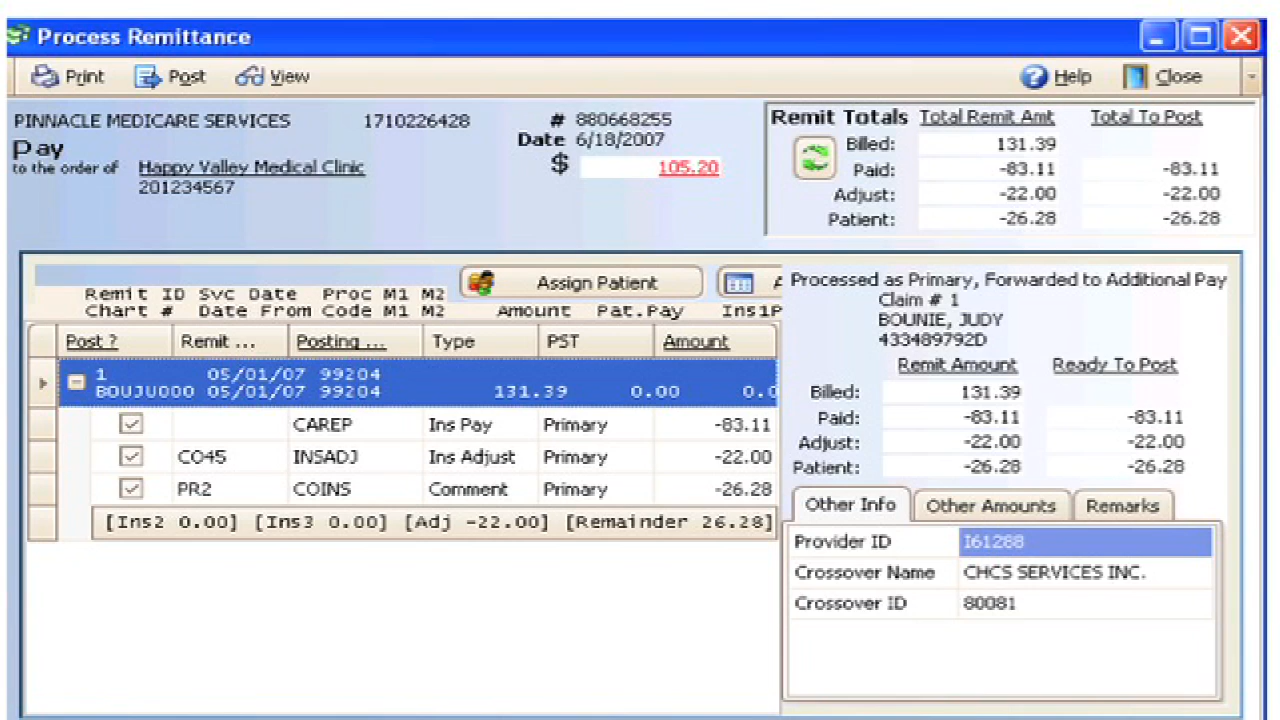 Process Remittance
Print Post View Help Close
PINNACLE MEDICARE SERVICES 1710226428 # 880668255
Date 6/18/2007
Pay
to the order of Happy Valley Medical Clinic $ 105.20
201234567
Remit Totals Total Remit Amt Total To Post
Billed: 131.39
Paid: -83.11 -83.11
Adjust: -22.00 -22.00
Patient: -26.28 -26.28
Assign Patient A
Remit ID Svc Date Proc M1 M2
Chart # Date From Code M1 M2 Amount Pat.Pay Ins1P
Post ? Remit ... Posting ... Type PST Amount
1 05/01/07 99204
BOUJU000 05/01/07 99204 131.39 0.00 0.0
CAREP Ins Pay Primary -83.11
CO45 INSADJ Ins Adjust Primary -22.00
PR2 COINS Comment Primary -26.28
[Ins2 0.00] [Ins3 0.00] [Adj -22.00] [Remainder 26.28]
Processed as Primary, Forwarded to Additional Pay
Claim # 1
BOUNIE, JUDY
433489792D
Remit Amount Ready To Post
Billed: 131.39
Paid: -83.11 -83.11
Adjust: -22.00 -22.00
Patient: -26.28 -26.28
Other Info Other Amounts Remarks
Provider ID I61288
Crossover Name CHCS SERVICES INC.
Crossover ID 80081